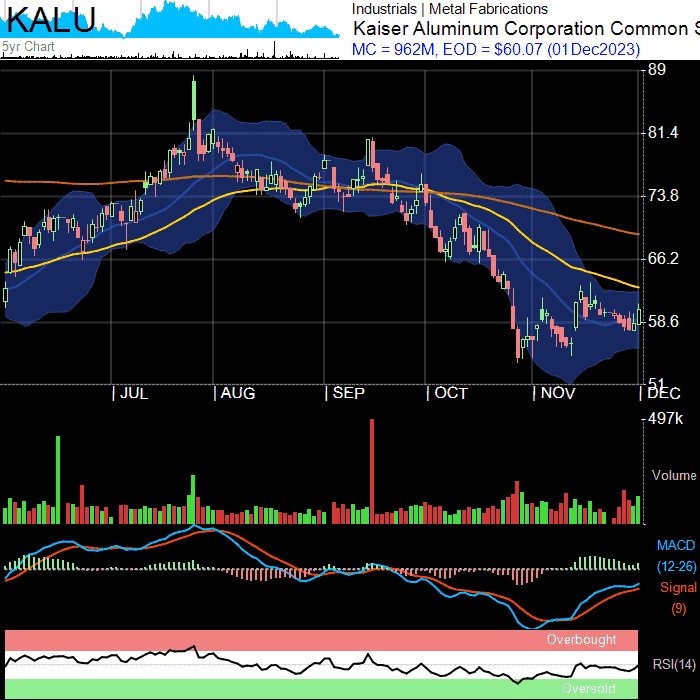 KALU
5yr Chart
Industrials | Metal Fabrications
Kaiser Aluminum Corporation Common S
MC = 962M, EOD = $60.07 (01Dec2023)
89
81.4
73.8
66.2
58.6
51
| JUL | AUG | SEP | OCT | NOV | DEC
497k
Volume
MACD
(12-26)
Signal
(9)
Overbought
RSI(14)
Oversold